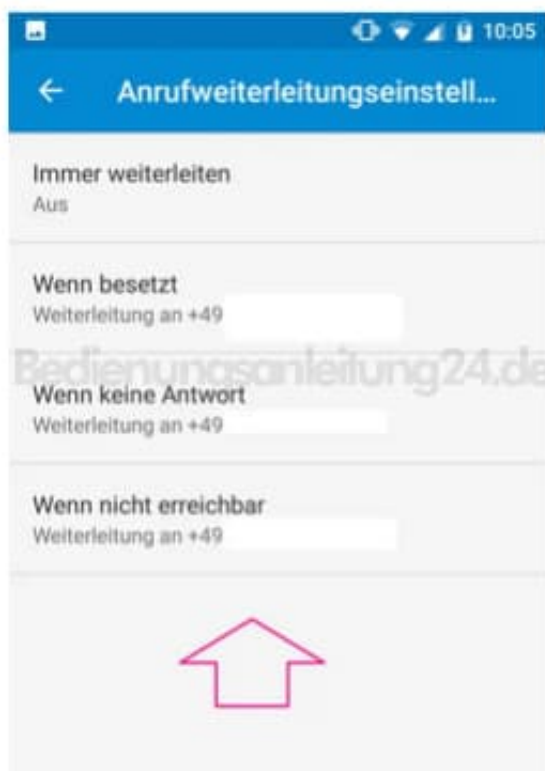 10:05
Anrufweiterleitungseinstell...
Immer weiterleiten
Aus
Wenn besetzt
Weiterleitung an +49
Bedienungsanleitung24.de
Wenn keine Antwort
Weiterleitung an +49
Wenn nicht erreichbar
Weiterleitung an +49